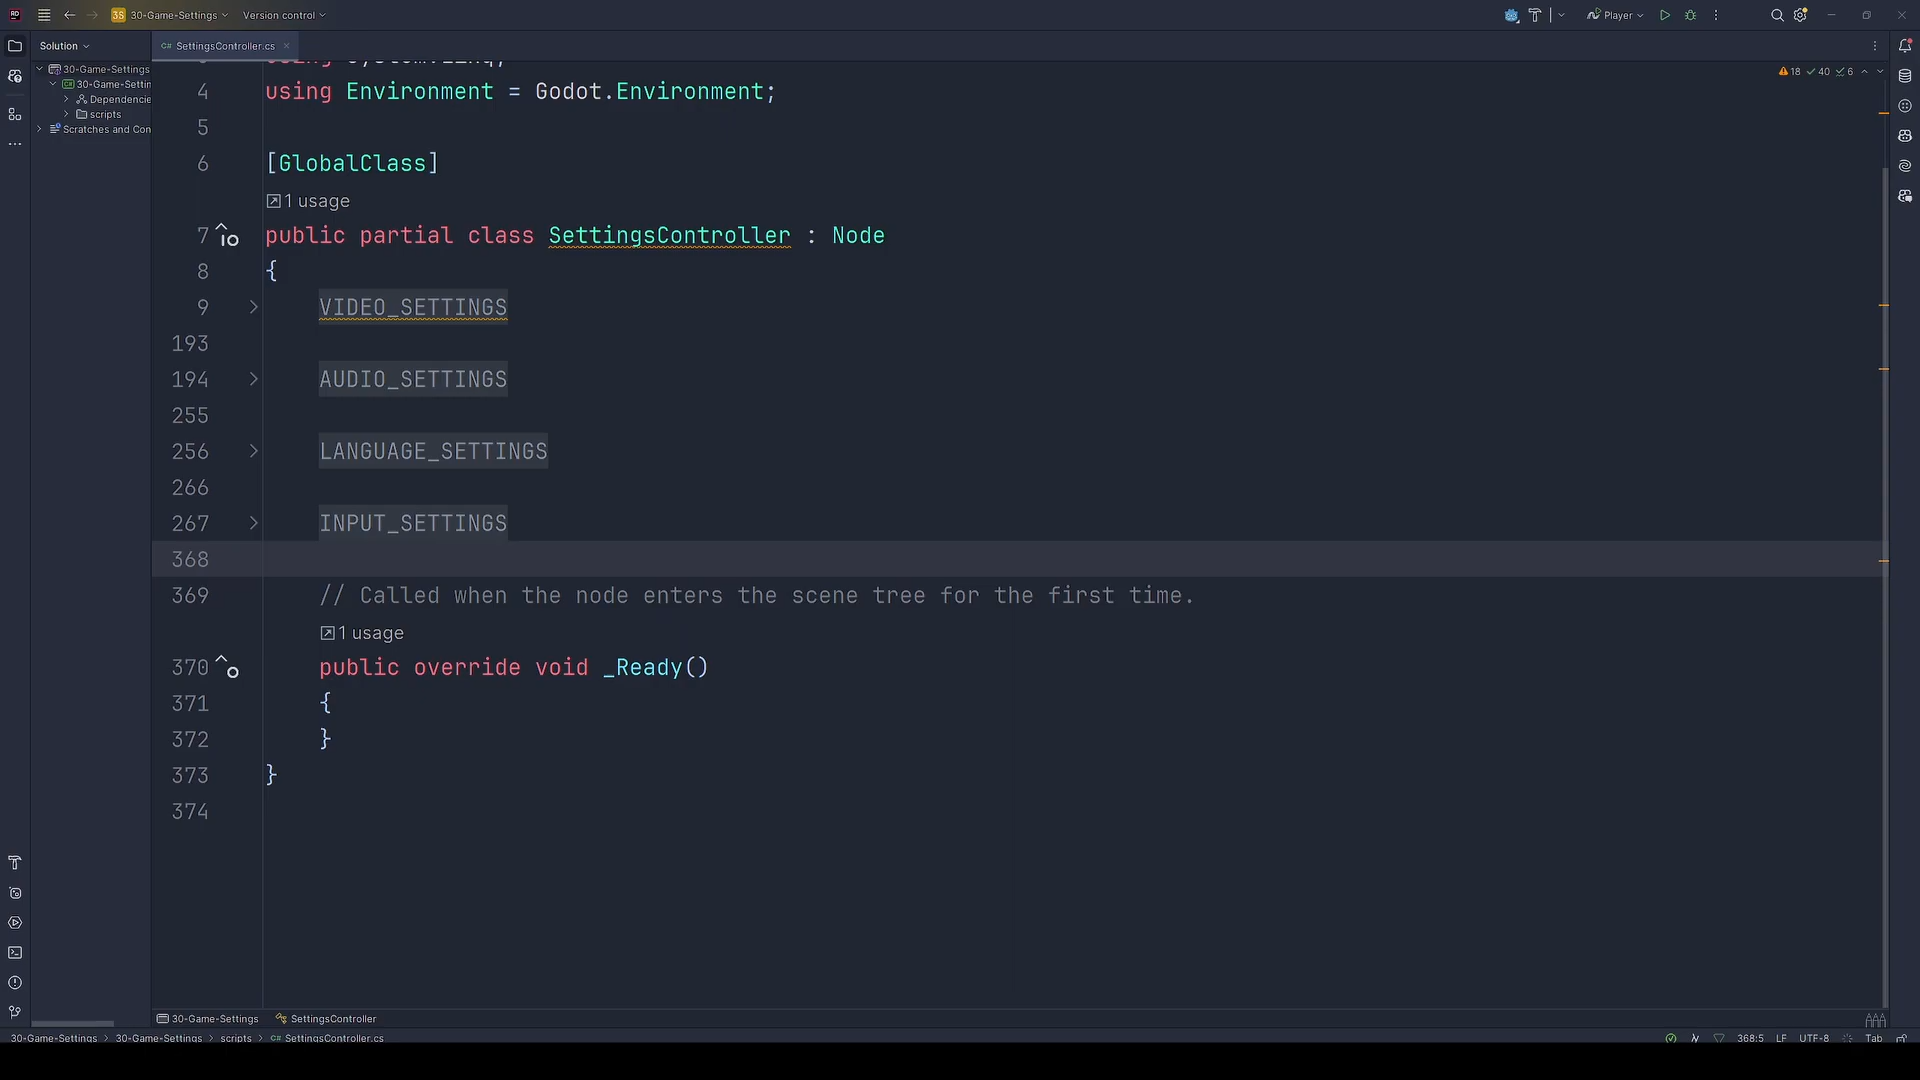 30-Game-Settings
Version control
Player
Solution
SettingsController.cs
30-Game-Settings
30-Game-Settin
Dependencie
scripts
Scratches and Con
18 40 6
4 using Environment = Godot.Environment;
5
6 [GlobalClass]
1 usage
7 public partial class SettingsController : Node
8 {
9 VIDEO_SETTINGS
193
194 AUDIO_SETTINGS
255
256 LANGUAGE_SETTINGS
266
267 INPUT_SETTINGS
368
369 // Called when the node enters the scene tree for the first time.
1 usage
370 public override void _Ready()
371 {
372 }
373 }
374
30-Game-Settings SettingsController
30-Game-Settings > 30-Game-Settings > scripts > C# SettingsController.cs
368:5 LF UTF-8 Tab